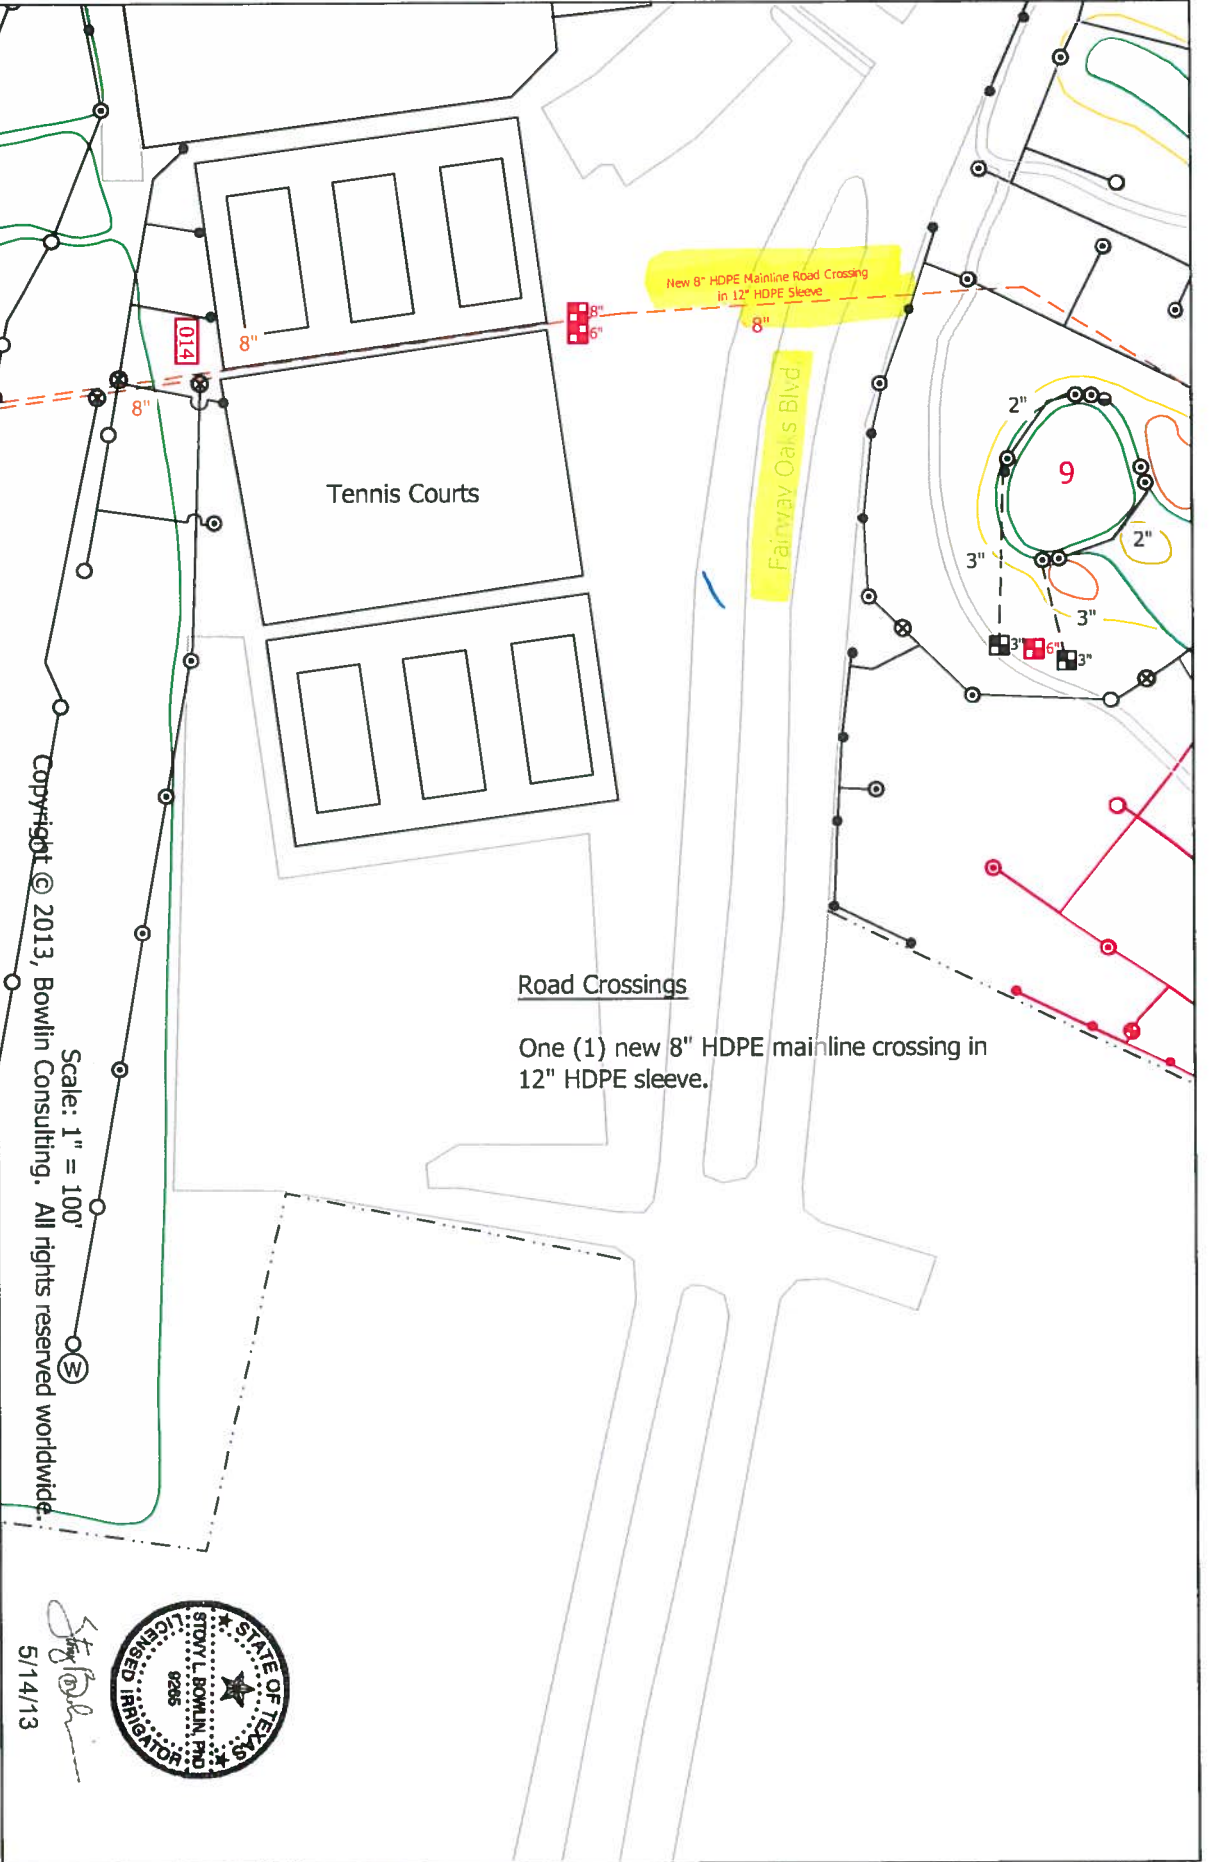 New 8" HDPE Mainline Road Crossing
in 12" HDPE Sleeve
8"
6"
8"
014
8"
8"
Fairway Oaks Blvd.
Tennis Courts
2"
9
2"
3"
3"
3"
6"
3"
Road Crossings
One (1) new 8" HDPE mainline crossing in
12" HDPE sleeve.
Scale: 1" = 100'
Copyright © 2013, Bowlin Consulting. All rights reserved worldwide.
W
STATE OF TEXAS
STOVY L. BOWLIN, PhD
9265
LICENSED IRRIGATOR
5/14/13